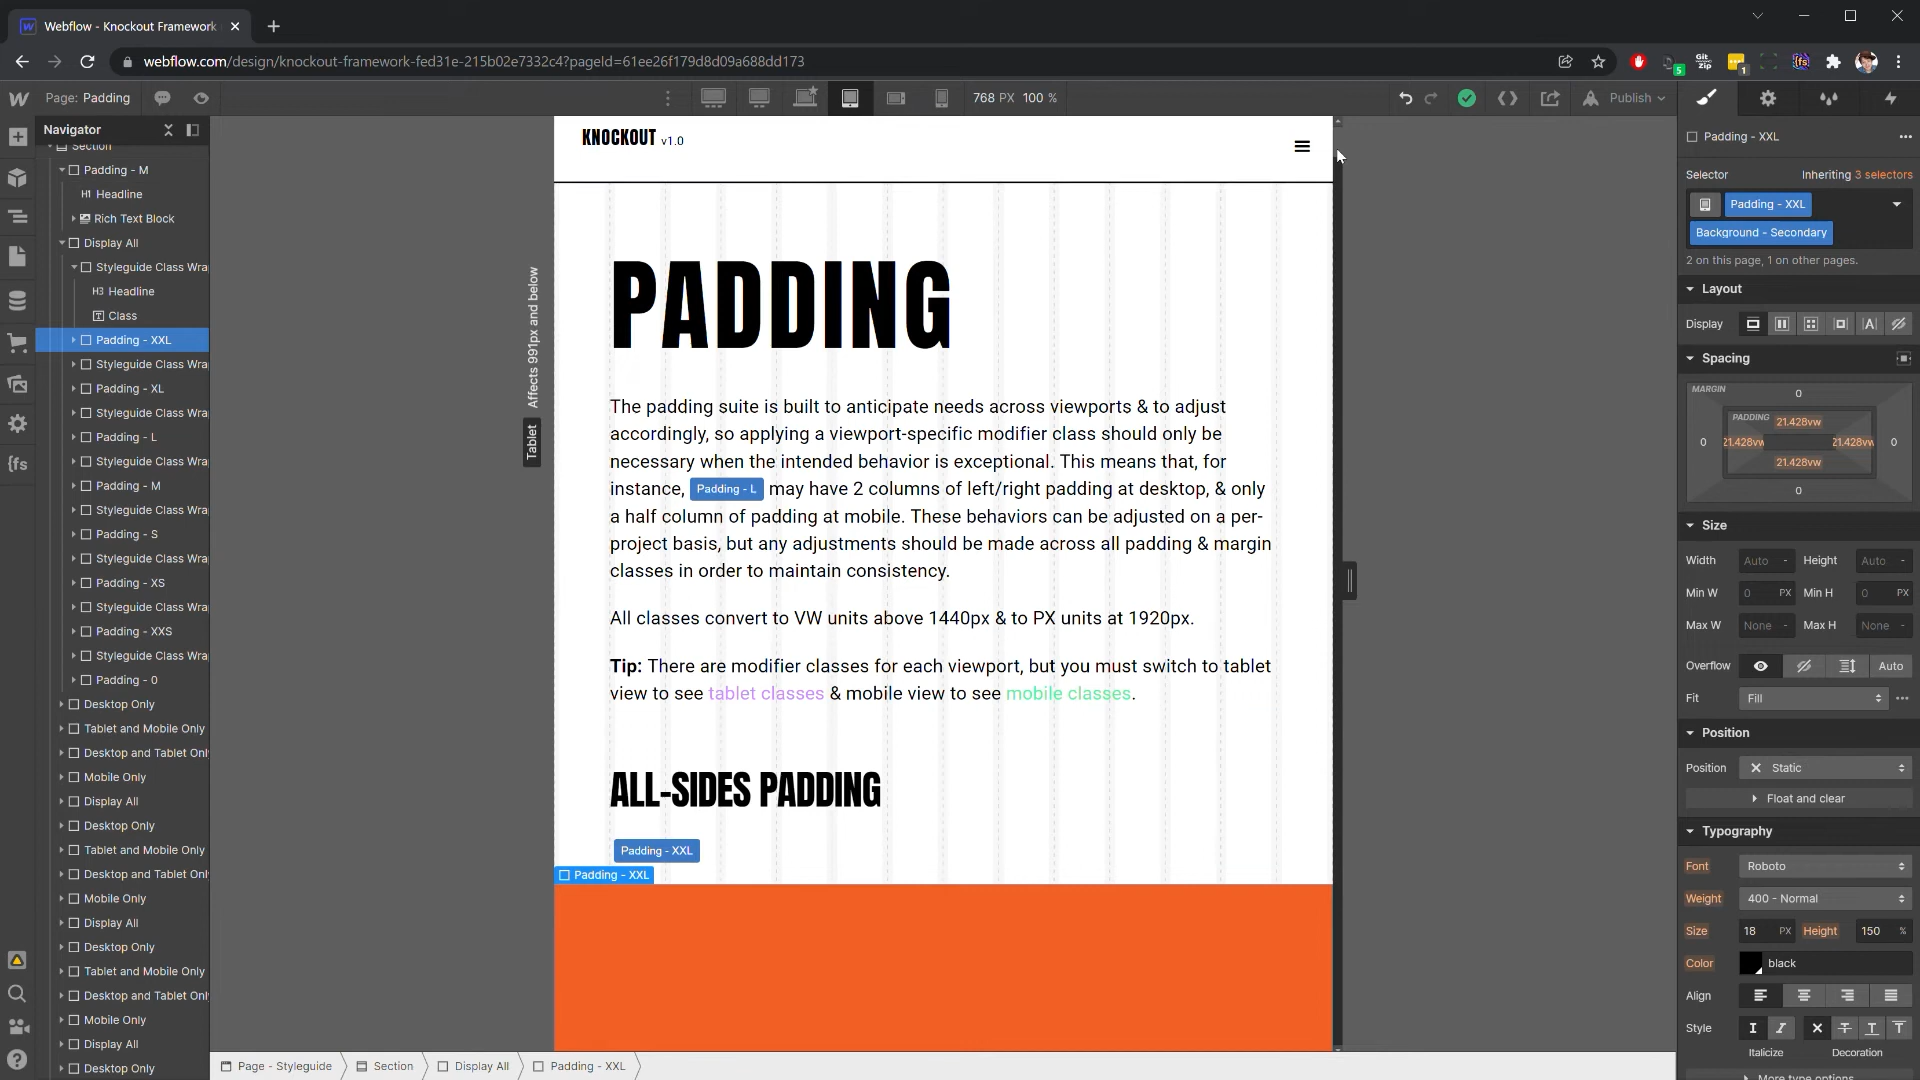 Webflow - Knockout Framework
webflow.com/design/knockout-framework-fed31e-215b02e7332c4?pageId=61ee26f179d8d09a688dd173
5
Git
Zip
1
{fs
Page: Padding
768 PX 100 %
Publish
Navigator
Section
Padding - M
H1 Headline
Rich Text Block
Display All
Styleguide Class Wra
H3 Headline
Class
Padding - XXL
Styleguide Class Wra
Padding - XL
Styleguide Class Wra
Padding - L
Styleguide Class Wra
Padding - M
Styleguide Class Wra
Padding - S
Styleguide Class Wra
Padding - XS
Styleguide Class Wra
Padding - XXS
Styleguide Class Wra
Padding - 0
Desktop Only
Tablet and Mobile Only
Desktop and Tablet Onl
Mobile Only
Display All
Desktop Only
Tablet and Mobile Only
Desktop and Tablet Onl
Mobile Only
Display All
Desktop Only
Tablet and Mobile Only
Desktop and Tablet Onl
Mobile Only
Display All
Desktop Only
{fs
Tablet Affects 991px and below
KNOCKOUT v1.0
PADDING
The padding suite is built to anticipate needs across viewports & to adjust
accordingly, so applying a viewport-specific modifier class should only be
necessary when the intended behavior is exceptional. This means that, for
instance, Padding - L may have 2 columns of left/right padding at desktop, & only
a half column of padding at mobile. These behaviors can be adjusted on a per-
project basis, but any adjustments should be made across all padding & margin
classes in order to maintain consistency.
All classes convert to VW units above 1440px & to PX units at 1920px.
Tip: There are modifier classes for each viewport, but you must switch to tablet
view to see tablet classes & mobile view to see mobile classes.
ALL-SIDES PADDING
Padding - XXL
Padding - XXL
Page - Styleguide
Section
Display All
Padding - XXL
Padding - XXL
Selector Inheriting 3 selectors
Padding - XXL
Background - Secondary
2 on this page, 1 on other pages.
Layout
Display
Spacing
MARGIN
0
PADDING
21.428vw
0 21.428vw 21.428vw 0
21.428vw
0
Size
Width Auto - Height Auto -
Min W 0 PX Min H 0 PX
Max W None - Max H None -
Overflow Auto
Fit Fill
Position
Position Static
Float and clear
Typography
Font Roboto
Weight 400 - Normal
Size 18 PX Height 150 %
Color black
Align
Style
Italicize Decoration
More type options